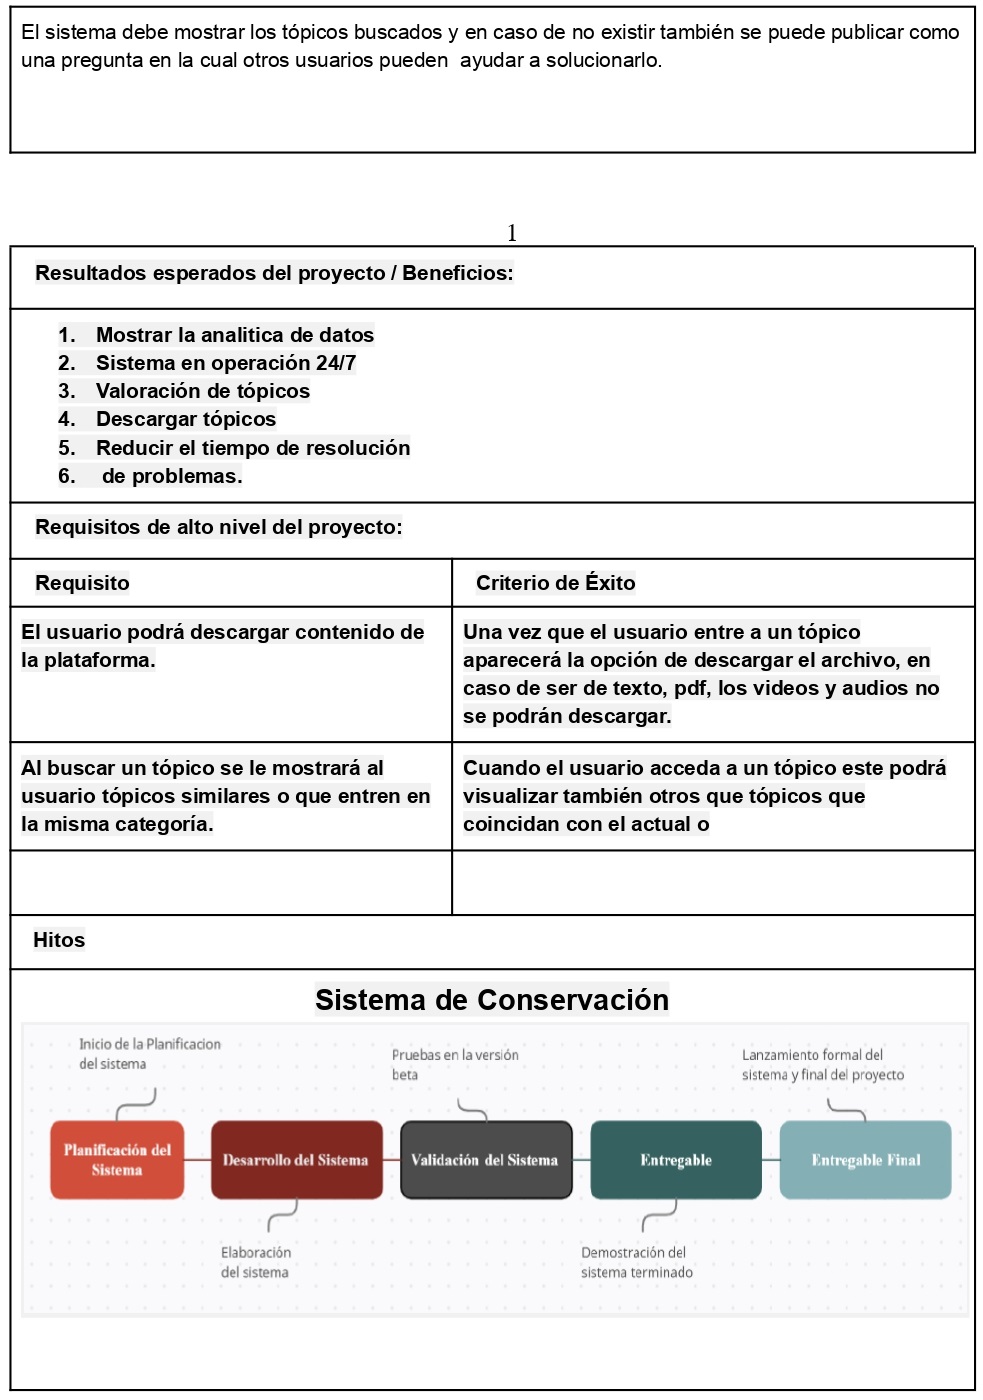 El sistema debe mostrar los tópicos buscados y en caso de no existir también se puede publicar como
una pregunta en la cual otros usuarios pueden  ayudar a solucionarlo.
1
Resultados esperados del proyecto / Beneficios:
1. Mostrar la analitica de datos
2. Sistema en operación 24/7
3. Valoración de tópicos
4. Descargar tópicos
5. Reducir el tiempo de resolución
6. de problemas.
Requisitos de alto nivel del proyecto:
Requisito
Criterio de Éxito
El usuario podrá descargar contenido de
la plataforma.
Una vez que el usuario entre a un tópico
aparecerá la opción de descargar el archivo, en
caso de ser de texto, pdf, los videos y audios no
se podrán descargar.
Al buscar un tópico se le mostrará al
usuario tópicos similares o que entren en
la misma categoría.
Cuando el usuario acceda a un tópico este podrá
visualizar también otros que tópicos que
coincidan con el actual o
Hitos
Sistema de Conservación
Inicio de la Planificacion
del sistema
Pruebas en la versión
beta
Lanzamiento formal del
sistema y final del proyecto
Planificación del
Sistema
Desarrollo del Sistema
Validación del Sistema
Entregable
Entregable Final
Elaboración
del sistema
Demostración del
sistema terminado